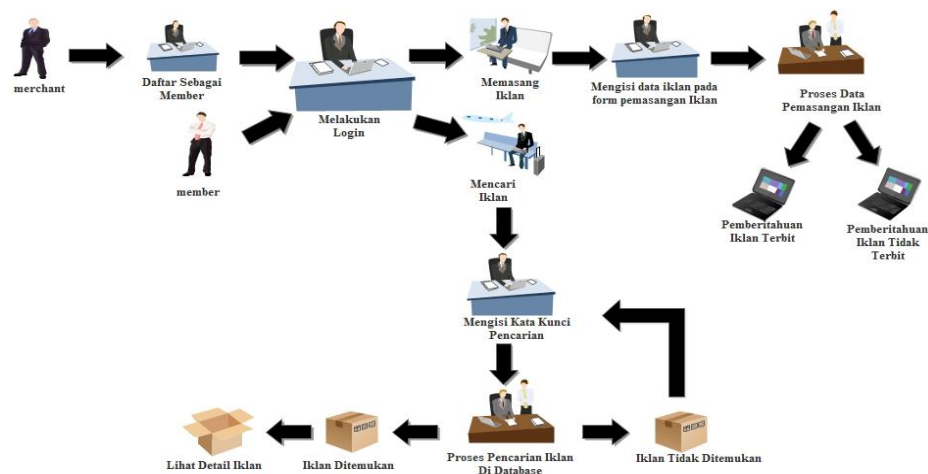 merchant
Daftar Sebagai
Member
Melakukan
Login
Memasang
Iklan
Mengisi data iklan pada
form pemasangan Iklan
Proses Data
Pemasangan Iklan
member
Mencari
Iklan
Pemberitahuan
Iklan Terbit
Pemberitahuan
Iklan Tidak
Terbit
Mengisi Kata Kunci
Pencarian
Lihat Detail Iklan
Iklan Ditemukan
Proses Pencarian Iklan
Di Database
Iklan Tidak Ditemukan